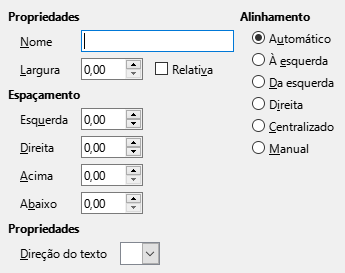 Propriedades
Nome
Largura 0,00 Relativa
Espaçamento
Esquerda 0,00
Direita 0,00
Acima 0,00
Abaixo 0,00
Propriedades
Direção do texto
Alinhamento
Automático
À esquerda
Da esquerda
Direita
Centralizado
Manual